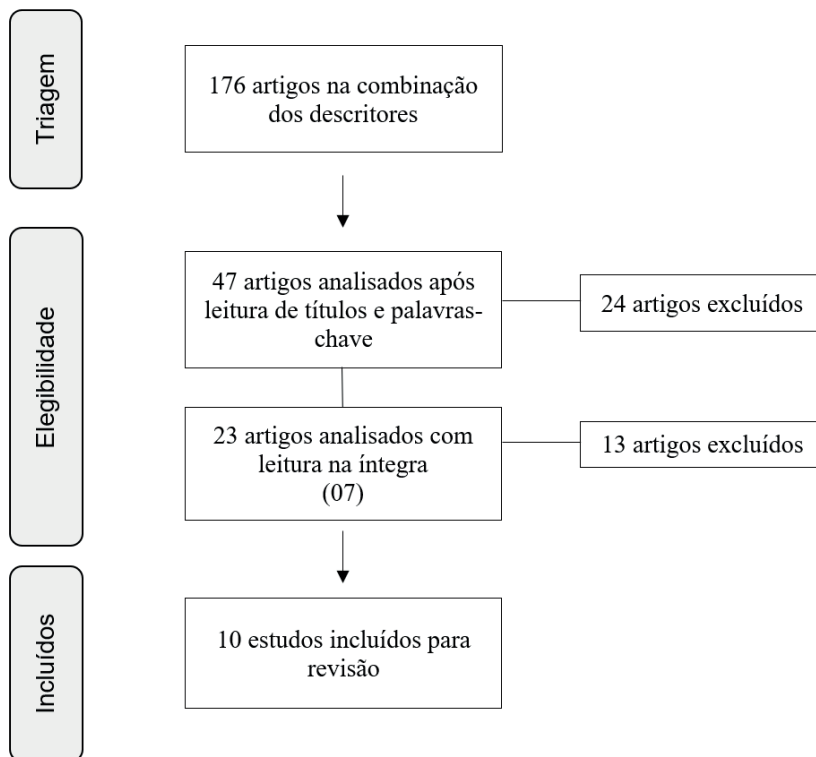 Triagem
176 artigos na combinação
dos descritores
Elegibilidade
47 artigos analisados após
leitura de títulos e palavras-
chave
24 artigos excluídos
23 artigos analisados com
leitura na íntegra
(07)
13 artigos excluídos
Incluídos
10 estudos incluídos para
revisão